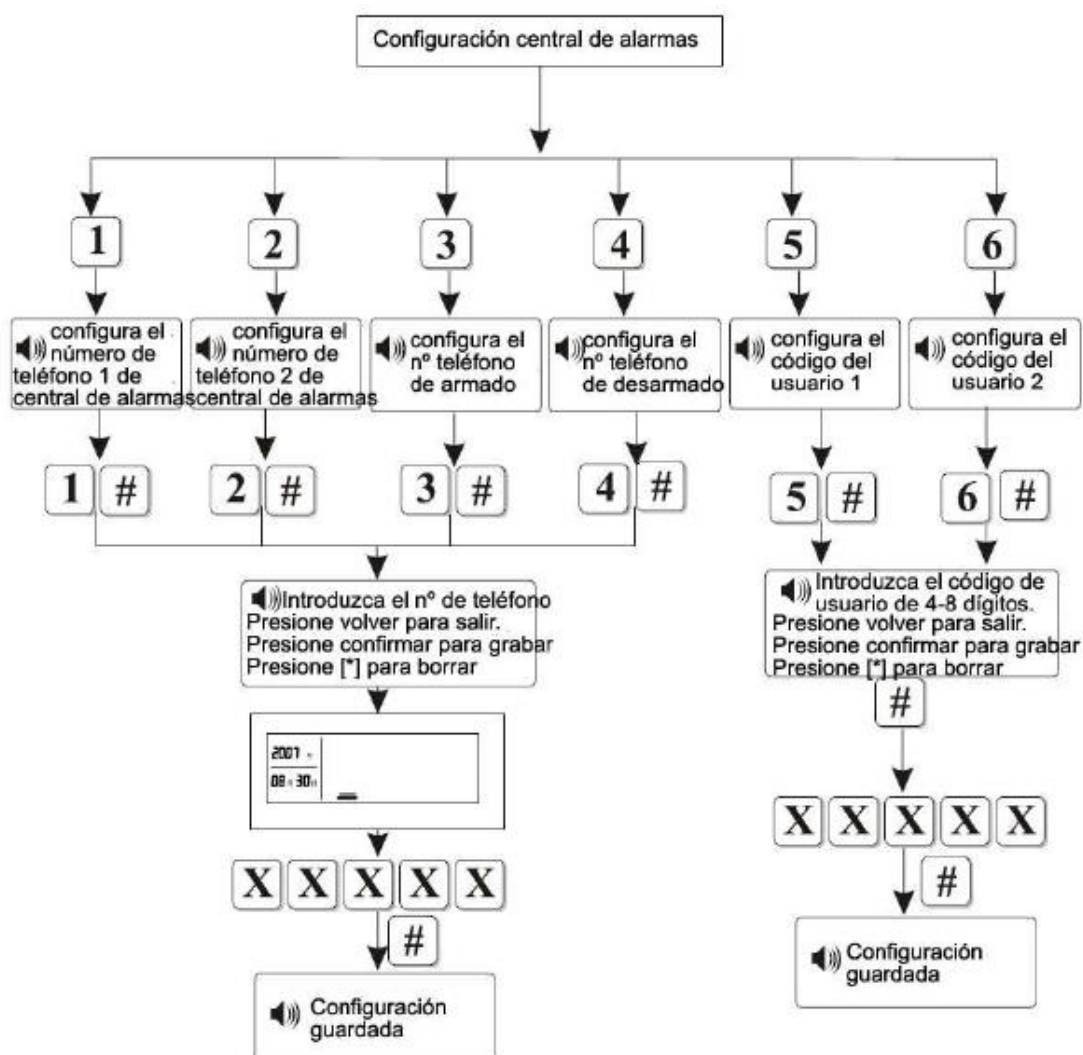 Configuración central de alarmas
1
2
3
4
5
6
configura el
número de
teléfono 1 de
central de alarmas
configura el
número de
teléfono 2 de
central de alarmas
configura el
nº teléfono
de armado
configura el
nº teléfono
de desarmado
configura el
código del
usuario 1
configura el
código del
usuario 2
1 #
2 #
3 #
4 #
5 #
6 #
Introduzca el nº de teléfono
Presione volver para salir.
Presione confirmar para grabar
Presione [*] para borrar
2007
08 30
X X X X X
#
Configuración
guardada
Introduzca el código de
usuario de 4-8 dígitos.
Presione volver para salir.
Presione confirmar para grabar
Presione [*] para borrar
#
X X X X X
#
Configuración
guardada